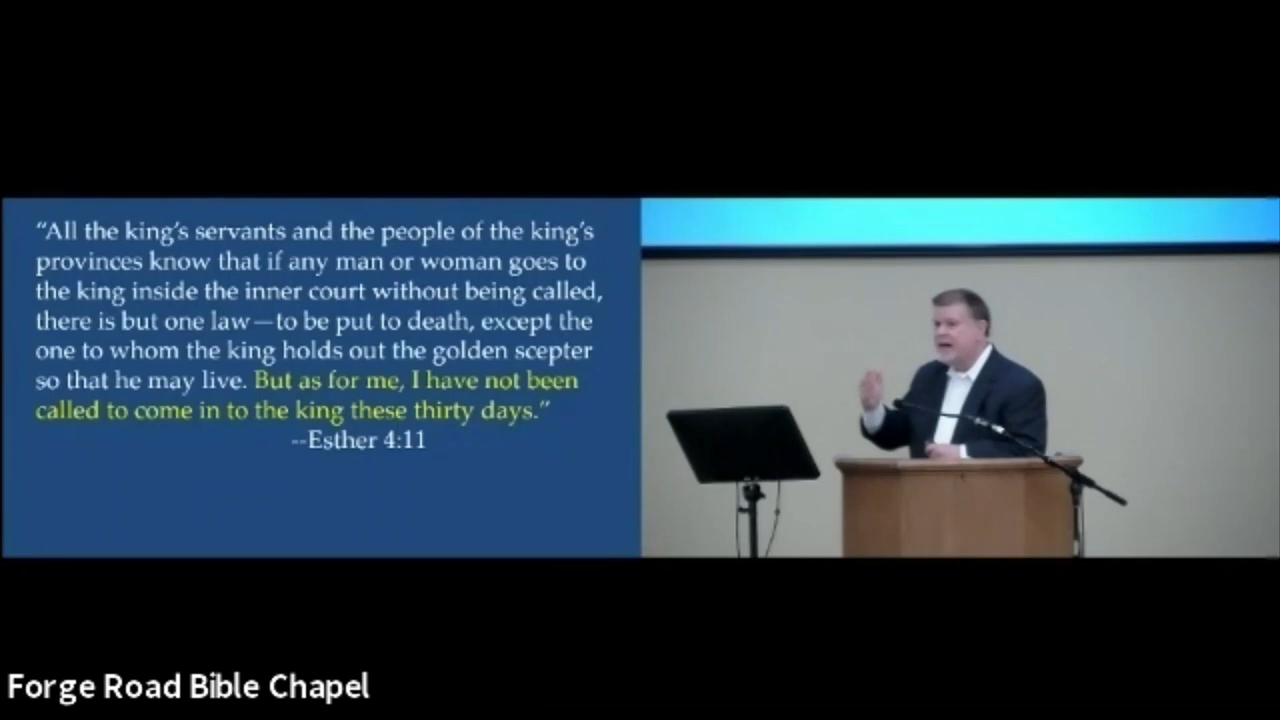 “All the king’s servants and the people of the king’s
provinces know that if any man or woman goes to
the king inside the inner court without being called,
there is but one law—to be put to death, except the
one to whom the king holds out the golden scepter
so that he may live. But as for me, I have not been
called to come in to the king these thirty days.”
--Esther 4:11
Forge Road Bible Chapel